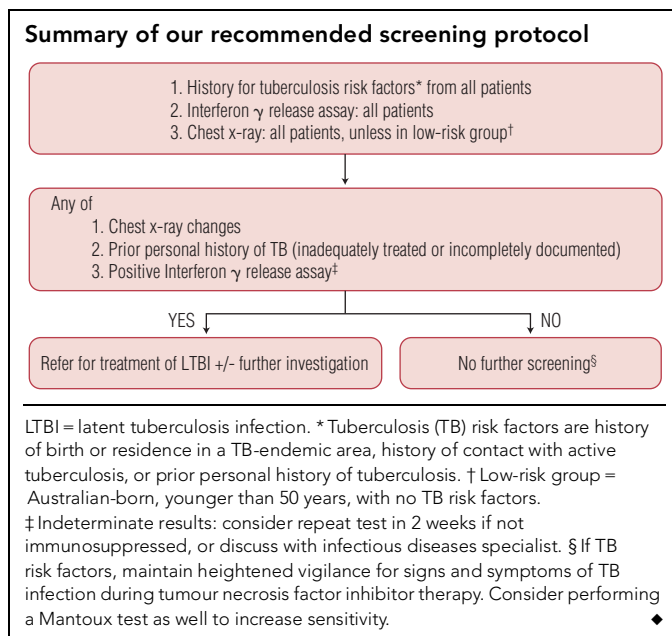 Summary of our recommended screening protocol
1. History for tuberculosis risk factors* from all patients
2. Interferon γ release assay: all patients
3. Chest x-ray: all patients, unless in low-risk group†
Any of
1. Chest x-ray changes
2. Prior personal history of TB (inadequately treated or incompletely documented)
3. Positive Interferon γ release assay‡
YES
NO
Refer for treatment of LTBI +/- further investigation
No further screening§
LTBI = latent tuberculosis infection. * Tuberculosis (TB) risk factors are history
of birth or residence in a TB-endemic area, history of contact with active
tuberculosis, or prior personal history of tuberculosis. † Low-risk group =
Australian-born, younger than 50 years, with no TB risk factors.
‡ Indeterminate results: consider repeat test in 2 weeks if not
immunosuppressed, or discuss with infectious diseases specialist. § If TB
risk factors, maintain heightened vigilance for signs and symptoms of TB
infection during tumour necrosis factor inhibitor therapy. Consider performing
a Mantoux test as well to increase sensitivity. ◆